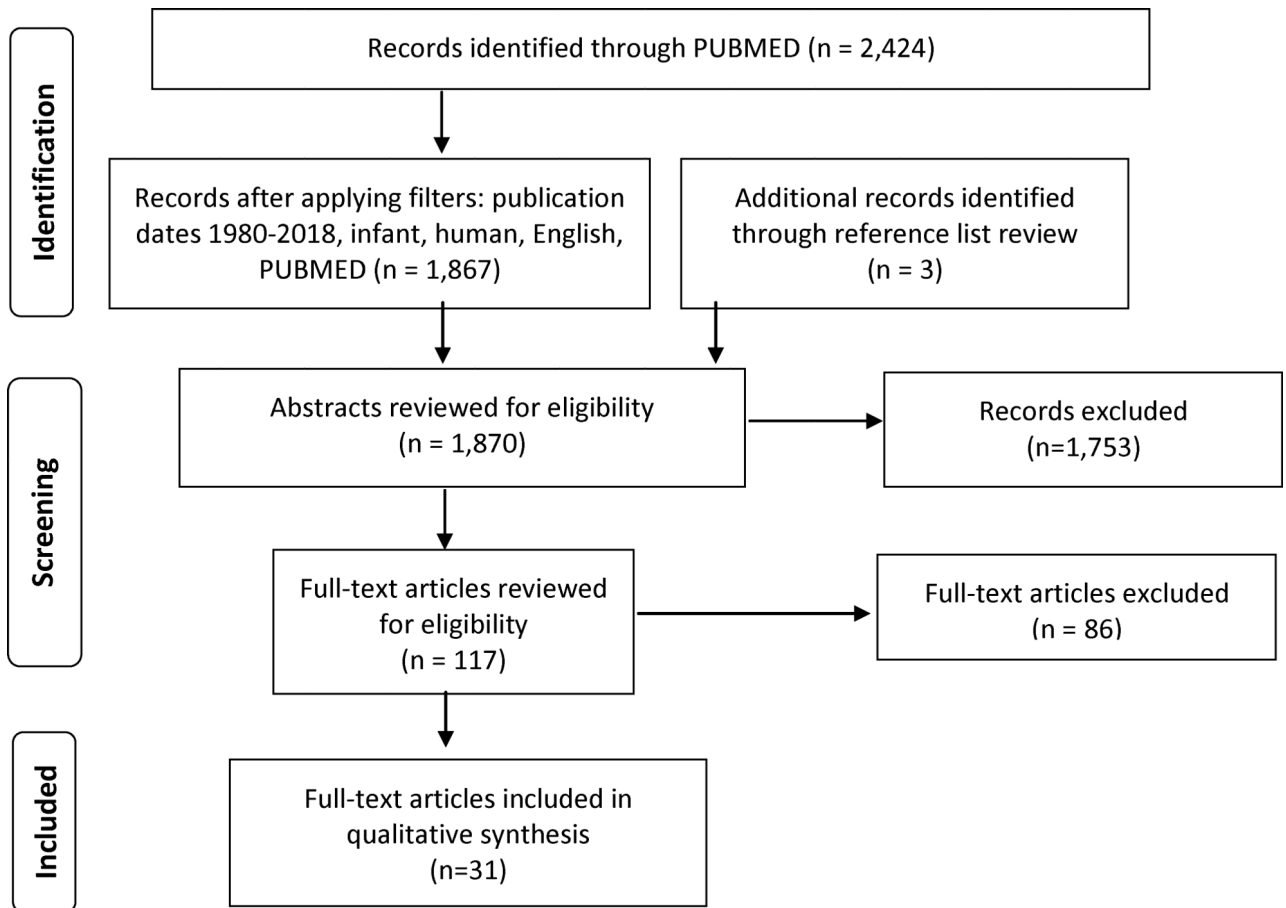 Identification
Records identified through PUBMED (n = 2,424)
Records after applying filters: publication
dates 1980-2018, infant, human, English,
PUBMED (n = 1,867)
Additional records identified
through reference list review
(n = 3)
Screening
Abstracts reviewed for eligibility
(n = 1,870)
Records excluded
(n=1,753)
Full-text articles reviewed
for eligibility
(n = 117)
Full-text articles excluded
(n = 86)
Included
Full-text articles included in
qualitative synthesis
(n=31)